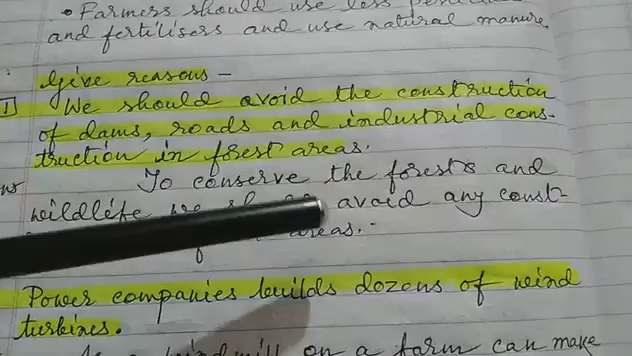 • Farmers should use less
and fertilisers and use natural manure.
Give reasons –
1 We should avoid the construction
of dams, roads and industrial cons-
truction in forest areas.
To conserve the forests and
wildlife we avoid any const-
areas.
Power companies builds dozens of wind
turbines.
on a farm can make